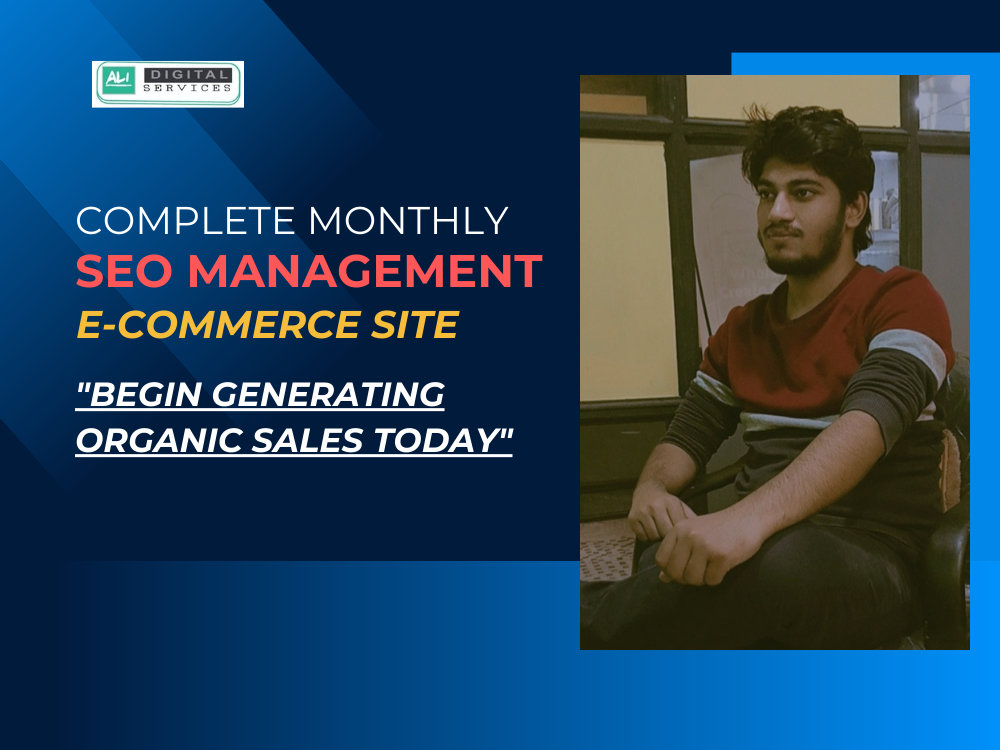 ALI DIGITAL
SERVICES
COMPLETE MONTHLY
SEO MANAGEMENT
E-COMMERCE SITE
"BEGIN GENERATING
ORGANIC SALES TODAY"